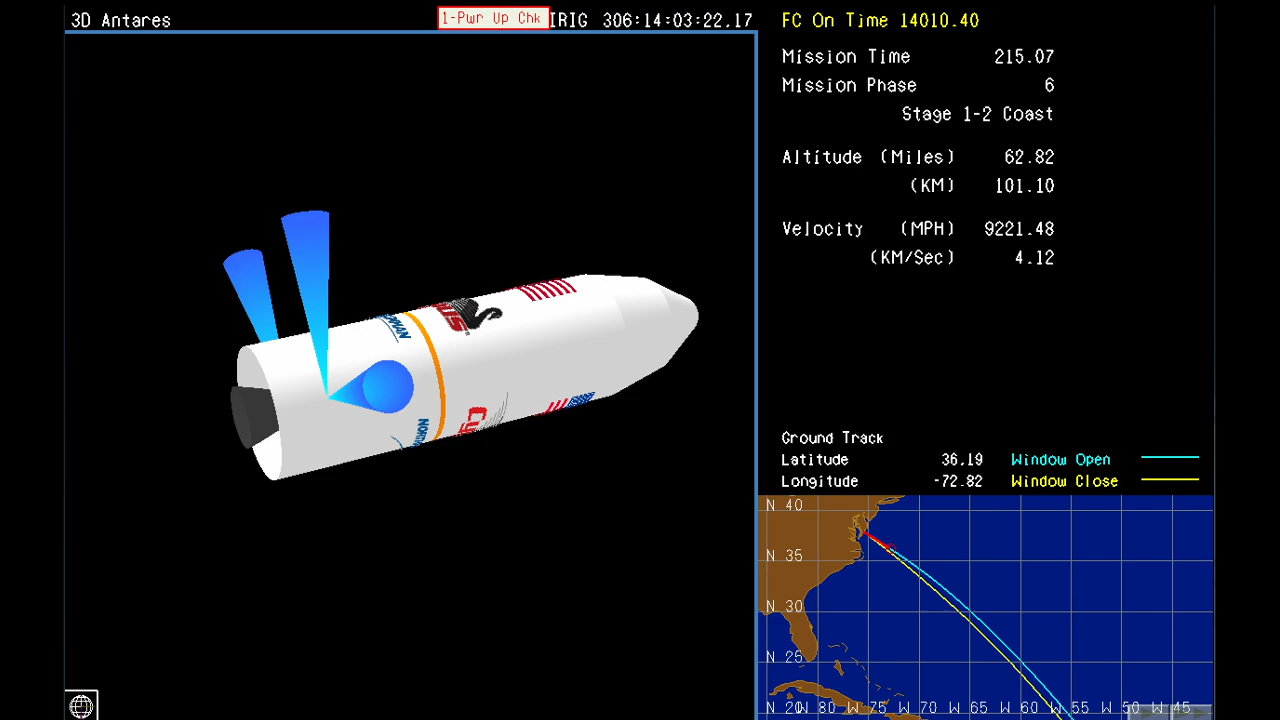 3D Antares
1-Pwr Up Chk
IRIG 306:14:03:22.17
FC On Time 14010.40
Mission Time 215.07
Mission Phase 6
Stage 1-2 Coast
Altitude (Miles) 62.82
(KM) 101.10
Velocity (MPH) 9221.48
(KM/Sec) 4.12
Ground Track
Latitude 36.19 Window Open
Longitude -72.82 Window Close
N 40
N 35
N 30
N 25
N 20 W 80 W 75 W 70 W 65 W 60 W 55 W 50 W 45